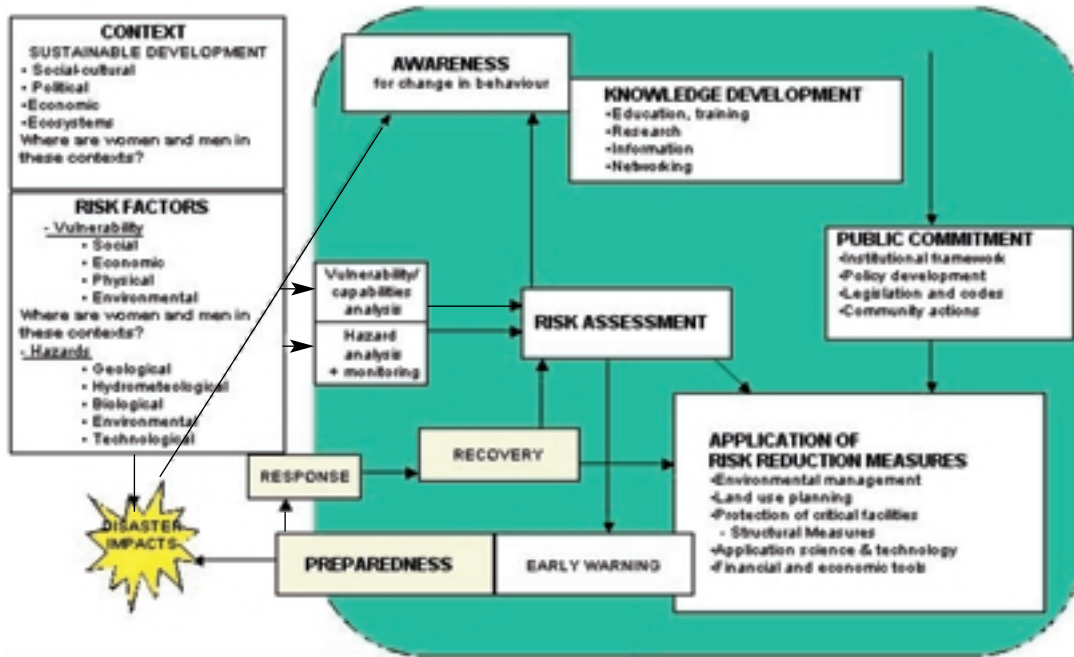 CONTEXT
SUSTAINABLE DEVELOPMENT
• Social-cultural
• Political
•Economic
•Ecosystems
Where are women and men in
these contexts?
RISK FACTORS
- Vulnerability
• Social
• Economic
• Physical
• Environmental
Where are women and men in
these contexts?
- Hazards
• Geological
• Hydrometeological
• Biological
• Environmental
• Technological
DISASTER
IMPACTS
AWARENESS
for change in behaviour
KNOWLEDGE DEVELOPMENT
•Education, training
•Research
•Information
•Networking
PUBLIC COMMITMENT
•Institutional framework
•Policy development
•Legislation and codes
•Community actions
Vulnerability/
capabilities
analysis
Hazard
analysis
+ monitoring
RISK ASSESSMENT
RESPONSE
RECOVERY
APPLICATION OF
RISK REDUCTION MEASURES
•Environmental management
•Land use planning
•Protection of critical facilities
- Structural Measures
•Application science & technology
•Financial and economic tools
PREPAREDNESS
EARLY WARNING